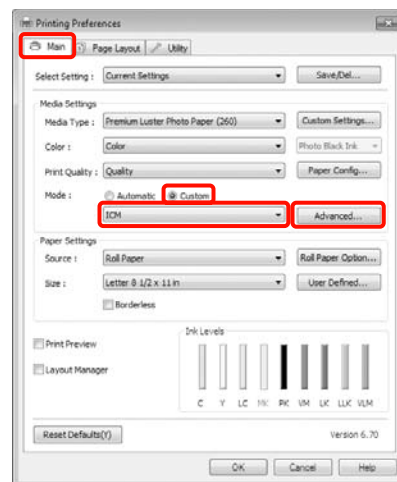 Printing Preferences
Main Page Layout Utility
Select Setting : Current Settings Save/Del...
Media Settings
Media Type : Premium Luster Photo Paper (260) Custom Settings...
Color : Color Photo Black Ink
Print Quality : Quality Paper Config...
Mode : Automatic Custom
ICM Advanced...
Paper Settings
Source : Roll Paper Roll Paper Option...
Size : Letter 8 1/2 x 11 in User Defined...
Borderless
Ink Levels
Print Preview
Layout Manager
C Y LC MK PK VM LK LLK VLM
Reset Defaults(Y) Version 6.70
OK Cancel Help